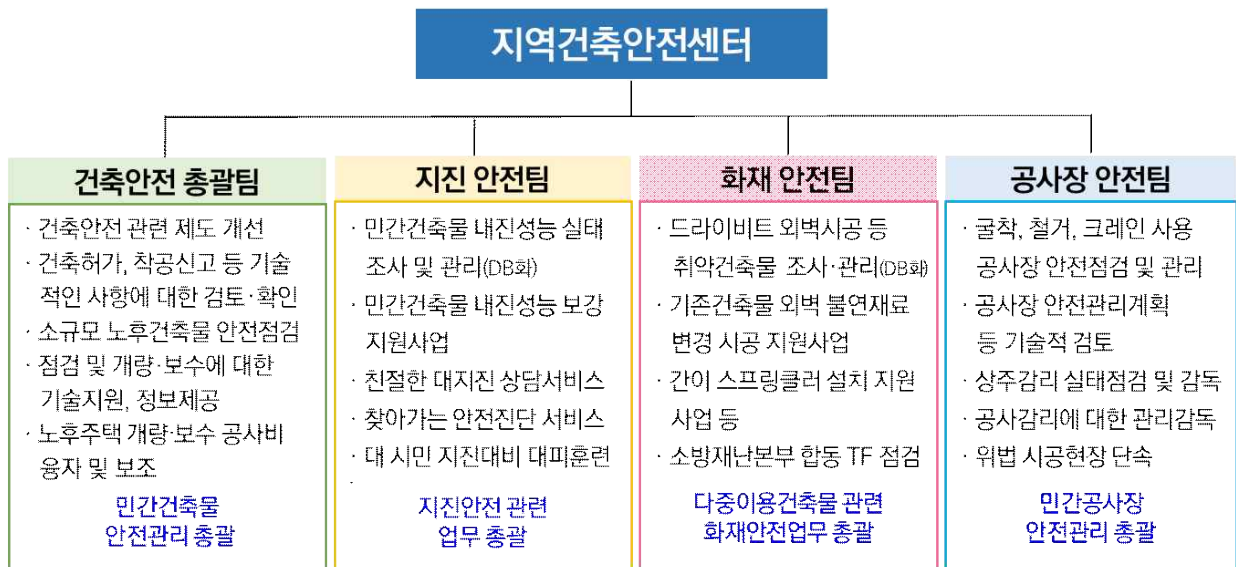 지역건축안전센터
건축안전 총괄팀
· 건축안전 관련 제도 개선
· 건축허가, 착공신고 등 기술
적인 사항에 대한 검토·확인
· 소규모 노후건축물 안전점검
· 점검 및 개량·보수에 대한
기술지원, 정보제공
· 노후주택 개량·보수 공사비
융자 및 보조
민간건축물
안전관리 총괄
지진 안전팀
· 민간건축물 내진성능 실태
조사 및 관리(DB화)
· 민간건축물 내진성능 보강
지원사업
· 친절한 대지진 상담서비스
· 찾아가는 안전진단 서비스
· 대 시민 지진대비 대피훈련
·
지진안전 관련
업무 총괄
화재 안전팀
· 드라이비트 외벽시공 등
취약건축물 조사·관리(DB화)
· 기존건축물 외벽 불연재료
변경 시공 지원사업
· 간이 스프링클러 설치 지원
사업 등
· 소방재난본부 합동 TF 점검
다중이용건축물 관련
화재안전업무 총괄
공사장 안전팀
· 굴착, 철거, 크레인 사용
공사장 안전점검 및 관리
· 공사장 안전관리계획
등 기술적 검토
· 상주감리 실태점검 및 감독
· 공사감리에 대한 관리감독
· 위법 시공현장 단속
민간공사장
안전관리 총괄